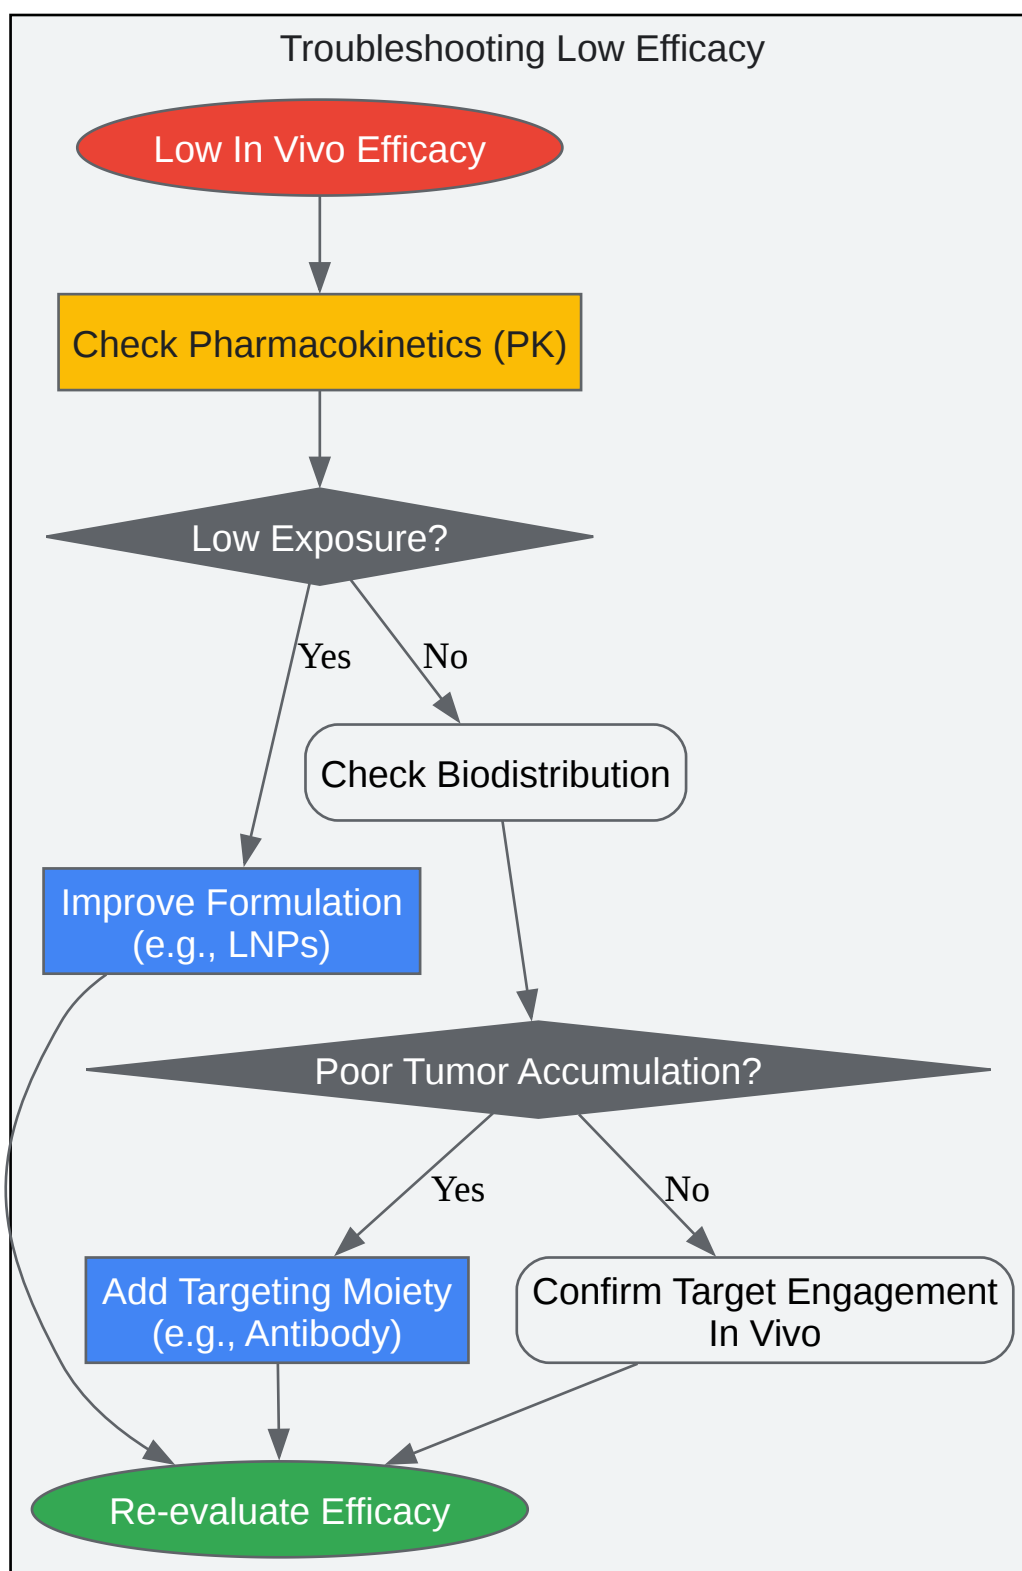 Troubleshooting Low Efficacy
Low In Vivo Efficacy
Check Pharmacokinetics (PK)
Low Exposure?
Yes
No
Check Biodistribution
Improve Formulation
(e.g., LNPs)
Poor Tumor Accumulation?
Yes
No
Add Targeting Moiety
(e.g., Antibody)
Confirm Target Engagement
In Vivo
Re-evaluate Efficacy